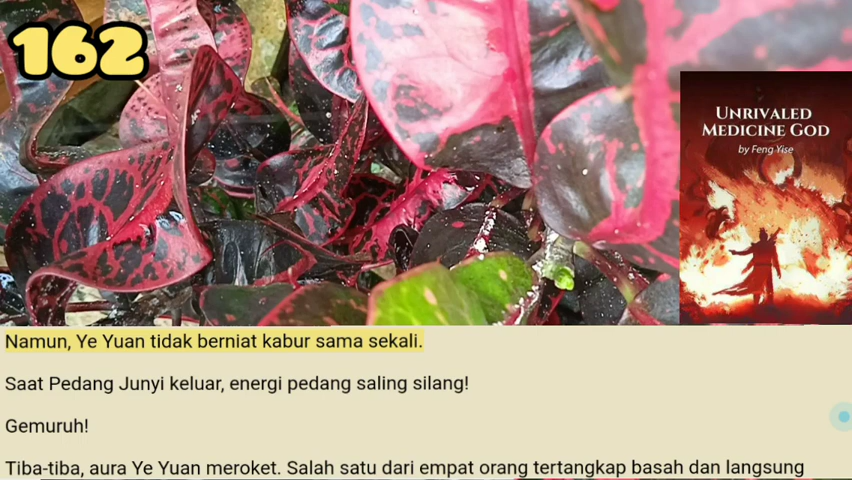 162
UNRIVALED
MEDICINE GOD
by Feng Yise
Namun, Ye Yuan tidak berniat kabur sama sekali.
Saat Pedang Junyi keluar, energi pedang saling silang!
Gemuruh!
Tiba-tiba, aura Ye Yuan meroket. Salah satu dari empat orang tertangkap basah dan langsung